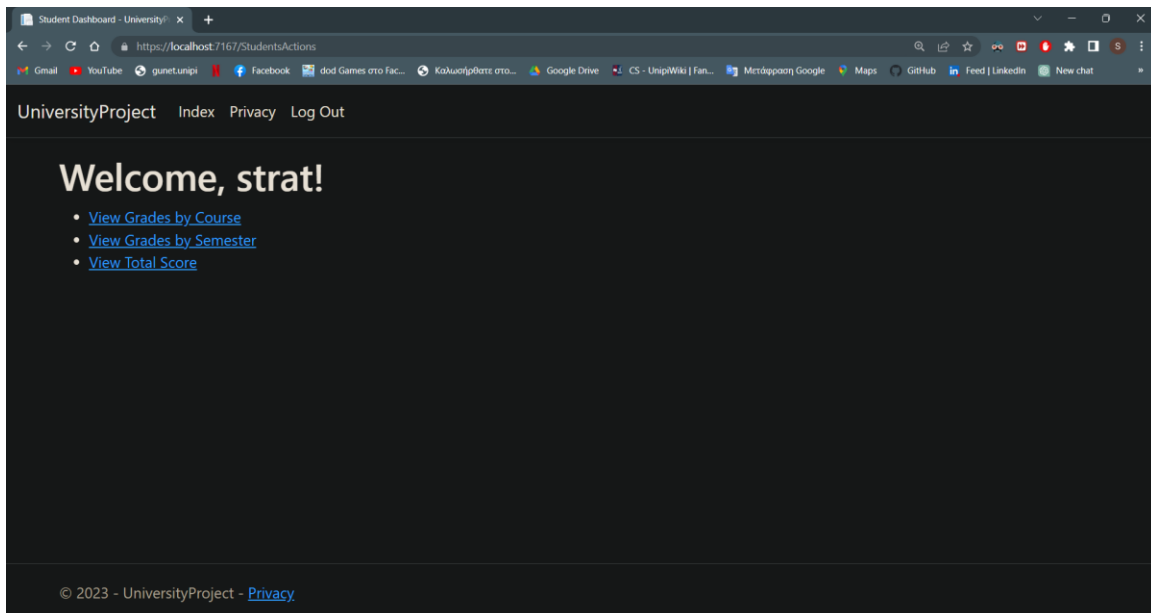 Student Dashboard - University
https://localhost:7167/StudentsActions
S
Gmail YouTube gunet.unipi Facebook dod Games στο Fac... Καλωσήρθατε στο... Google Drive CS - UnipiWiki | Fan... Μετάφραση Google Maps GitHub Feed | LinkedIn New chat »
UniversityProject Index Privacy Log Out
Welcome, strat!
• View Grades by Course
• View Grades by Semester
• View Total Score
© 2023 - UniversityProject - Privacy